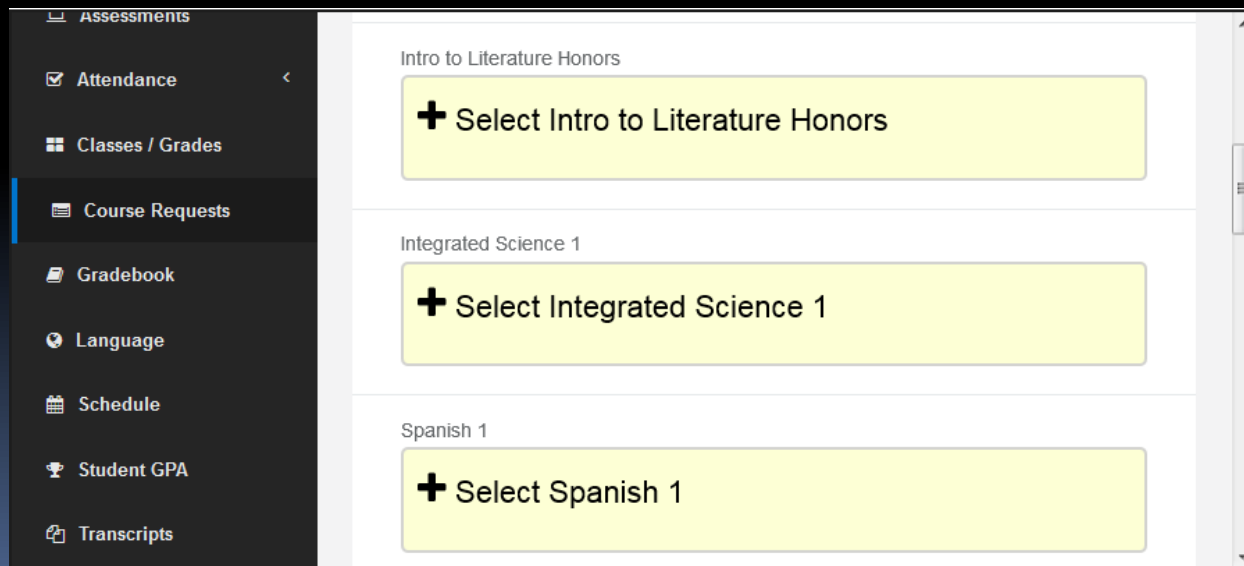 Assessments
Attendance
Classes / Grades
Course Requests
Gradebook
Language
Schedule
Student GPA
Transcripts
Intro to Literature Honors
Select Intro to Literature Honors
Integrated Science 1
Select Integrated Science 1
Spanish 1
Select Spanish 1